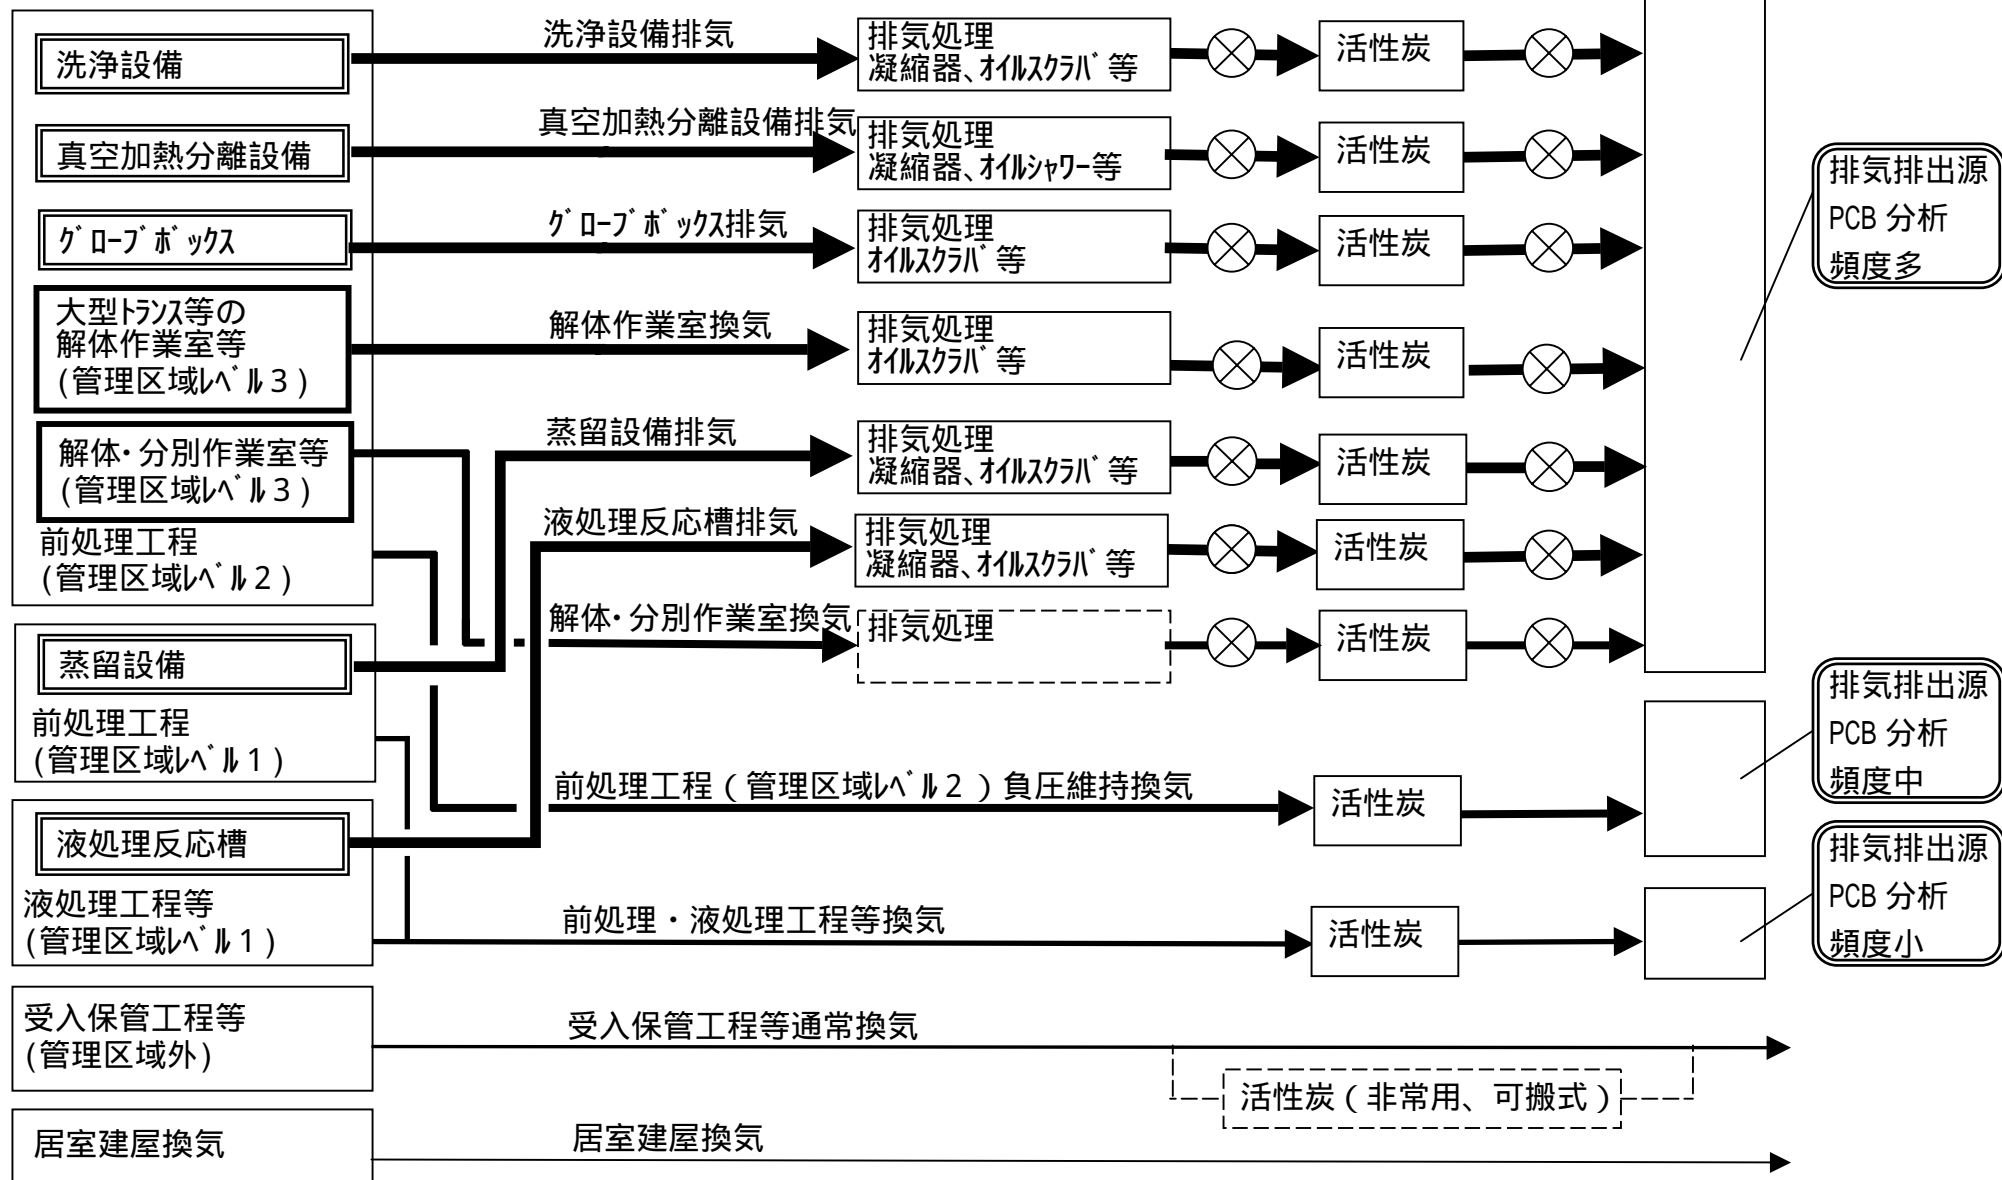 洗浄設備
洗浄設備排気
排気処理
凝縮器、オイルスクラバ゛等
活性炭
真空加熱分離設備
真空加熱分離設備排気
排気処理
凝縮器、オイルシャワー等
活性炭
グ゛ローブ゛ボ゛ックス
グ゛ローブ゛ボ゛ックス排気
排気処理
オイルスクラバ゛等
活性炭
大型トランス等の
解体作業室等
(管理区域レベ゛ル3)
解体作業室換気
排気処理
オイルスクラバ゛等
活性炭
解体・分別作業室等
(管理区域レベ゛ル3)
前処理工程
(管理区域レベ゛ル2)
蒸留設備排気
排気処理
凝縮器、オイルスクラバ゛等
活性炭
液処理反応槽排気
排気処理
凝縮器、オイルスクラバ゛等
活性炭
解体・分別作業室換気
排気処理
活性炭
排気排出源
PCB 分析
頻度多
蒸留設備
前処理工程
(管理区域レベ゛ル1)
前処理工程(管理区域レベ゛ル2)負圧維持換気
活性炭
排気排出源
PCB 分析
頻度中
液処理反応槽
液処理工程等
(管理区域レベ゛ル1)
前処理・液処理工程等換気
活性炭
排気排出源
PCB 分析
頻度小
受入保管工程等
(管理区域外)
受入保管工程等通常換気
活性炭(非常用、可搬式)
居室建屋換気
居室建屋換気